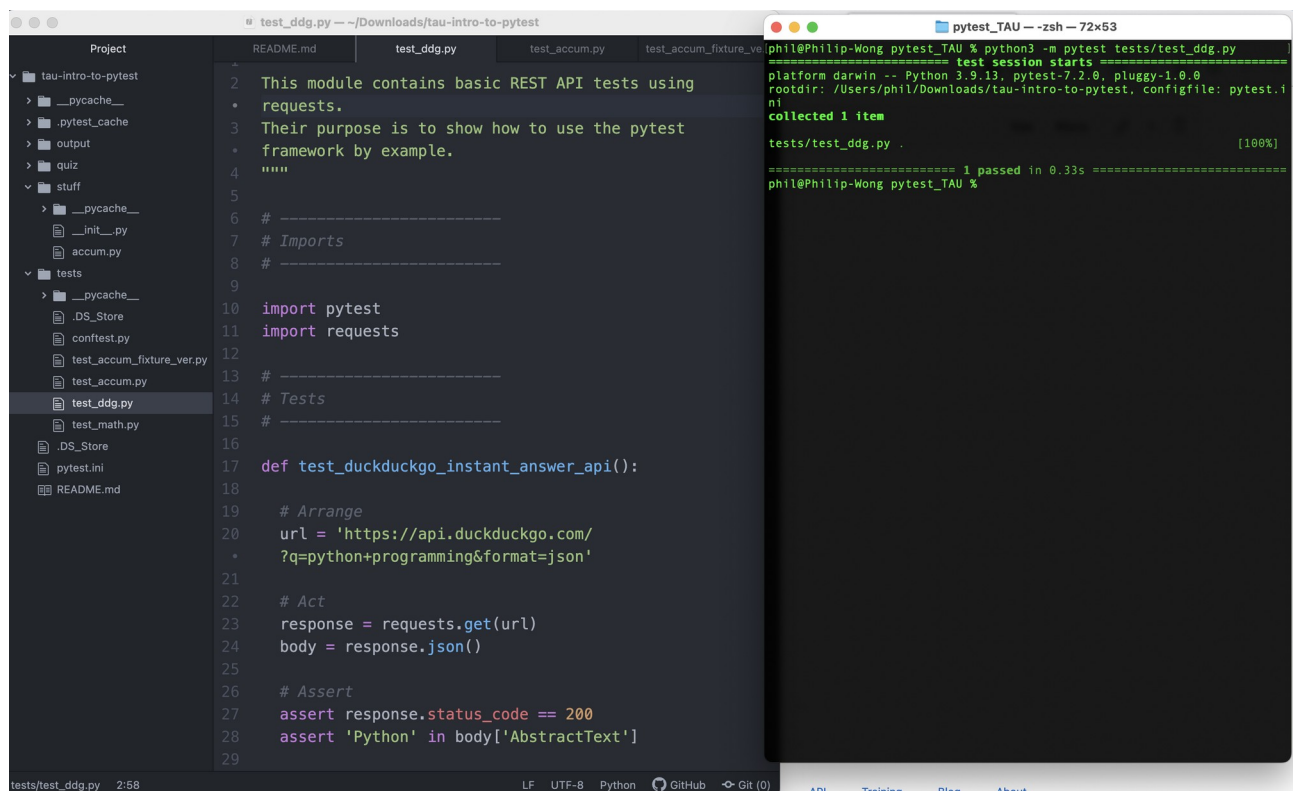 test_ddg.py — ~/Downloads/tau-intro-to-pytest
Project
README.md
test_ddg.py
test_accum.py
test_accum_fixture_ve
tau-intro-to-pytest
__pycache__
.pytest_cache
output
quiz
stuff
__pycache__
__init__.py
accum.py
tests
__pycache__
.DS_Store
conftest.py
test_accum_fixture_ver.py
test_accum.py
test_ddg.py
test_math.py
.DS_Store
pytest.ini
README.md
2 This module contains basic REST API tests using
• requests.
3 Their purpose is to show how to use the pytest
• framework by example.
4 """
5
6 # ------------------------
7 # Imports
8 # ------------------------
9
10 import pytest
11 import requests
12
13 # ------------------------
14 # Tests
15 # ------------------------
16
17 def test_duckduckgo_instant_answer_api():
18
19 # Arrange
20 url = 'https://api.duckduckgo.com/
• ?q=python+programming&format=json'
21
22 # Act
23 response = requests.get(url)
24 body = response.json()
25
26 # Assert
27 assert response.status_code == 200
28 assert 'Python' in body['AbstractText']
29
tests/test_ddg.py 2:58
LF UTF-8 Python GitHub Git (0)
pytest_TAU — -zsh — 72×53
phil@Philip-Wong pytest_TAU % python3 -m pytest tests/test_ddg.py
========================= test session starts ==========================
platform darwin -- Python 3.9.13, pytest-7.2.0, pluggy-1.0.0
rootdir: /Users/phil/Downloads/tau-intro-to-pytest, configfile: pytest.i
ni
collected 1 item
tests/test_ddg.py . [100%]
========================== 1 passed in 0.33s ===========================
phil@Philip-Wong pytest_TAU %
API Training Blog About